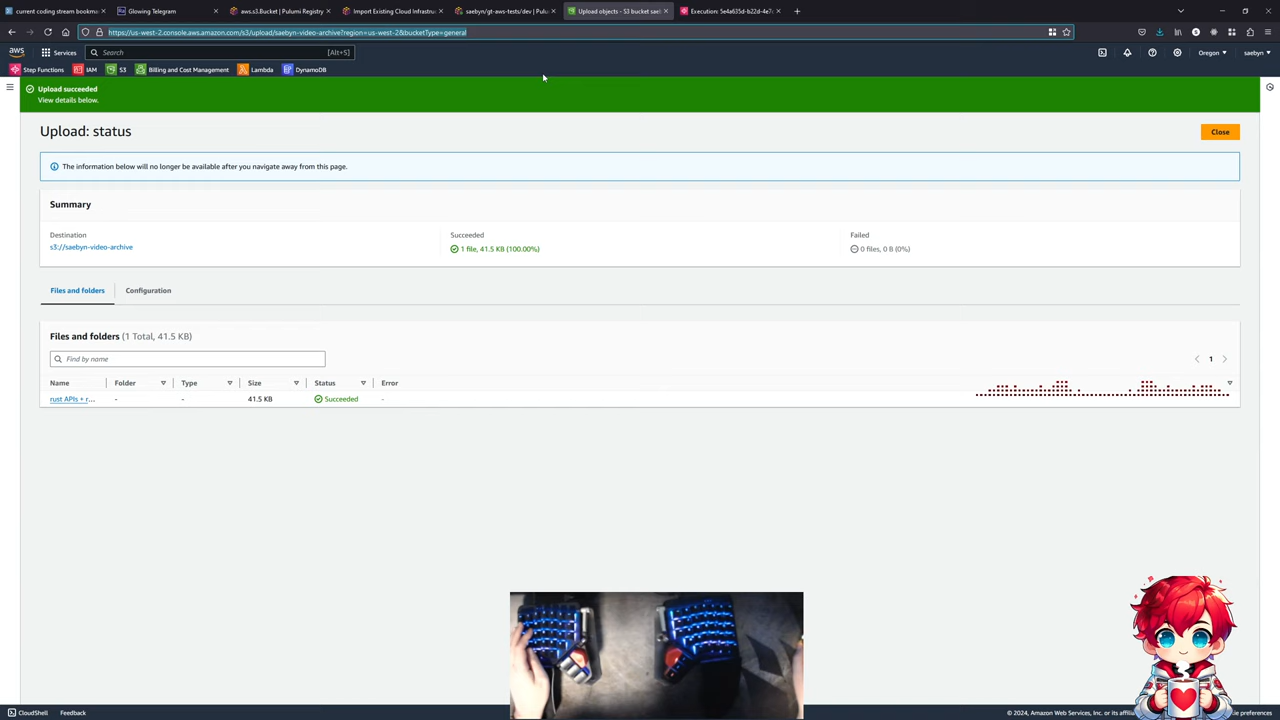 current coding stream bookm
Glowing Telegram
aws.s3.Bucket | Pulumi Registry
Import Existing Cloud Infrastruc
saebyn/gt-aws-tests/dev | Pulu
Upload objects - S3 bucket sael
Execution: 5e4a635d-b22d-4e7c
https://us-west-2.console.aws.amazon.com/s3/upload/saebyn-video-archive?region=us-west-2&bucketType=general
aws
Services
Search
[Alt+S]
Oregon
saebyn
Step Functions
IAM
S3
Billing and Cost Management
Lambda
DynamoDB
Upload succeeded
View details below.
Upload: status
Close
The information below will no longer be available after you navigate away from this page.
Summary
Destination
s3://saebyn-video-archive
Succeeded
1 file, 41.5 KB (100.00%)
Failed
0 files, 0 B (0%)
Files and folders
Configuration
Files and folders (1 Total, 41.5 KB)
Find by name
1
Name
Folder
Type
Size
Status
Error
rust APIs + r...
-
-
41.5 KB
Succeeded
-
CloudShell
Feedback
© 2024, Amazon Web Services, Inc. or its affilia
preferences